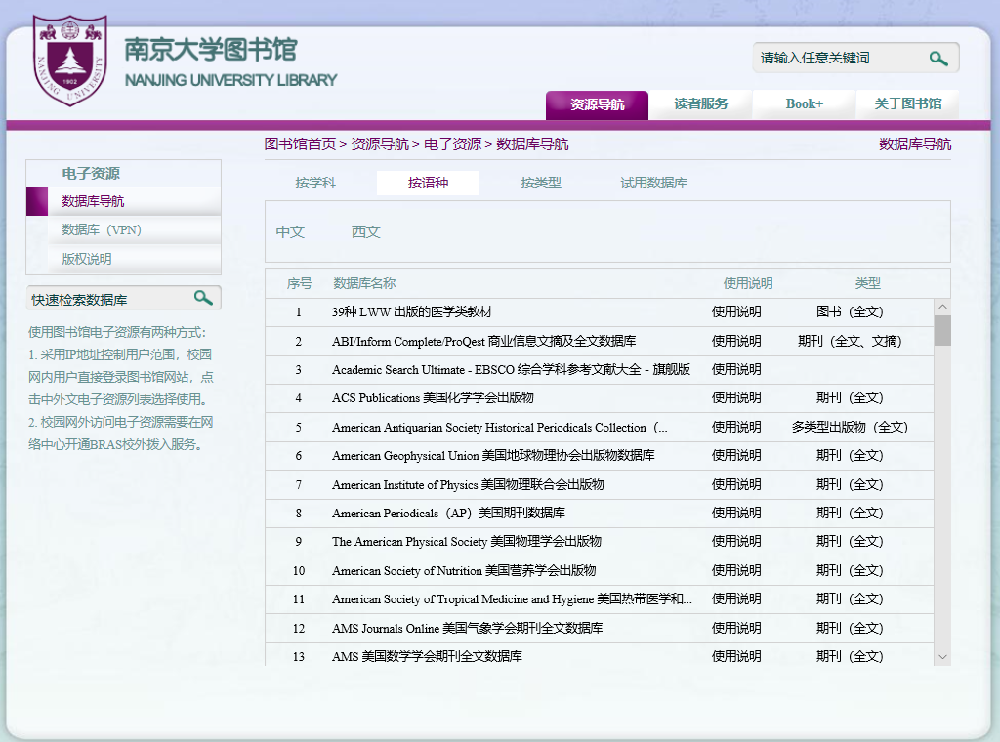 南京大学图书馆
NANJING UNIVERSITY LIBRARY
NANJING UNIVERSITY
1902
请输入任意关键词
资源导航 读者服务 Book+ 关于图书馆
图书馆首页 > 资源导航 > 电子资源 > 数据库导航 数据库导航
电子资源
数据库导航
数据库（VPN）
版权说明
快速检索数据库
使用图书馆电子资源有两种方式：
1. 采用IP地址控制用户范围，校园
网内用户直接登录图书馆网站，点
击中外文电子资源列表选择使用。
2. 校园网外访问电子资源需要在网
络中心开通BRAS校外拨入服务。
按学科 按语种 按类型 试用数据库
中文 西文
序号 数据库名称 使用说明 类型
1 39种 LWW 出版的医学类教材 使用说明 图书（全文）
2 ABI/Inform Complete/ProQest 商业信息文摘及全文数据库 使用说明 期刊（全文、文摘）
3 Academic Search Ultimate - EBSCO 综合学科参考文献大全 - 旗舰版 使用说明
4 ACS Publications 美国化学学会出版物 使用说明 期刊（全文）
5 American Antiquarian Society Historical Periodicals Collection（... 使用说明 多类型出版物（全文）
6 American Geophysical Union 美国地球物理协会出版物数据库 使用说明 期刊（全文）
7 American Institute of Physics 美国物理联合会出版物 使用说明 期刊（全文）
8 American Periodicals（AP）美国期刊数据库 使用说明 期刊（全文）
9 The American Physical Society 美国物理学会出版物 使用说明 期刊（全文）
10 American Society of Nutrition 美国营养学会出版物 使用说明 期刊（全文）
11 American Society of Tropical Medicine and Hygiene 美国热带医学和... 使用说明 期刊（全文）
12 AMS Journals Online 美国气象学会期刊全文数据库 使用说明 期刊（全文）
13 AMS 美国数学学会期刊全文数据库 使用说明 期刊（全文）